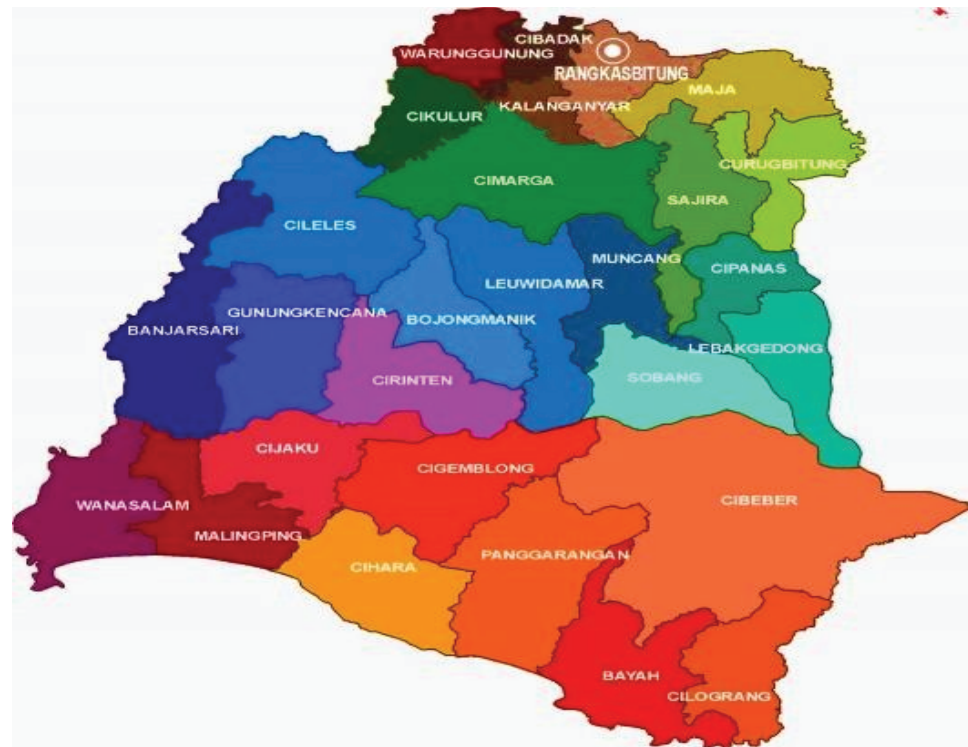 CIBADAK
WARUNGGUNUNG
RANGKASBITUNG
MAJA
KALANGANYAR
CIKULUR
CURUGBITUNG
CIMARGA
SAJIRA
CILELES
MUNCANG
CIPANAS
LEUWIDAMAR
GUNUNGKENCANA
BOJONGMANIK
BANJARSARI
LEBAKGEDONG
CIRINTEN
SOBANG
CIJAKU
CIGEMBLONG
CIBEBER
WANASALAM
MALINGPING
PANGGARANGAN
CIHARA
BAYAH
CILOGRANG